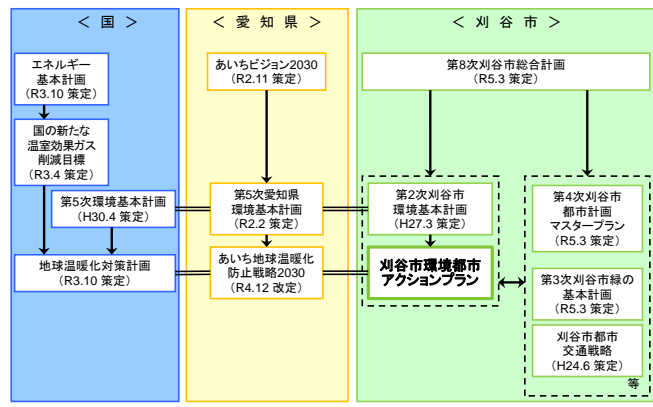 ＜ 国 ＞
エネルギー
基本計画
(R3.10 策定)
国の新たな
温室効果ガス
削減目標
(R3.4 策定)
第5次環境基本計画
(H30.4 策定)
地球温暖化対策計画
(R3.10 策定)
＜ 愛 知 県 ＞
あいちビジョン2030
(R2.11 策定)
第5次愛知県
環境基本計画
(R2.2 策定)
あいち地球温暖化
防止戦略2030
(R4.12 改定)
＜ 刈 谷 市 ＞
第8次刈谷市総合計画
(R5.3 策定)
第2次刈谷市
環境基本計画
(H27.3 策定)
刈谷市環境都市
アクションプラン
第4次刈谷市
都市計画
マスタープラン
(R5.3 策定)
第3次刈谷市緑の
基本計画
(R5.3 策定)
刈谷市都市
交通戦略
(H24.6 策定)
等